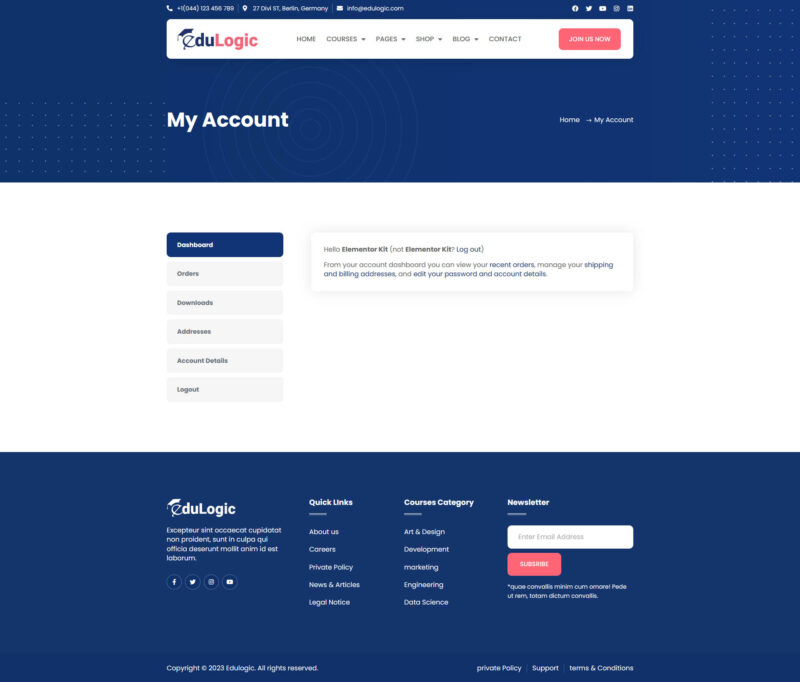 +1(044) 123 456 789
27 Divi ST, Berlin, Germany
info@edulogic.com
eduLogic
HOME COURSES PAGES SHOP BLOG CONTACT
JOIN US NOW
My Account
Home → My Account
Dashboard
Orders
Downloads
Addresses
Account Details
Logout
Hello Elementor Kit (not Elementor Kit? Log out)
From your account dashboard you can view your recent orders, manage your shipping
and billing addresses, and edit your password and account details.
eduLogic
Excepteur sint occaecat cupidatat
non proident, sunt in culpa qui
officia deserunt mollit anim id est
laborum.
Quick LInks
About us
Careers
Private Policy
News & Articles
Legal Notice
Courses Category
Art & Design
Development
marketing
Engineering
Data Science
Newsletter
Enter Email Address
SUBSRIBE
*quae convallis minim cum ornare! Pede
ut rem, totam dictum convallis.
Copyright © 2023 Edulogic. All rights reserved.
private Policy
Support
terms & Conditions